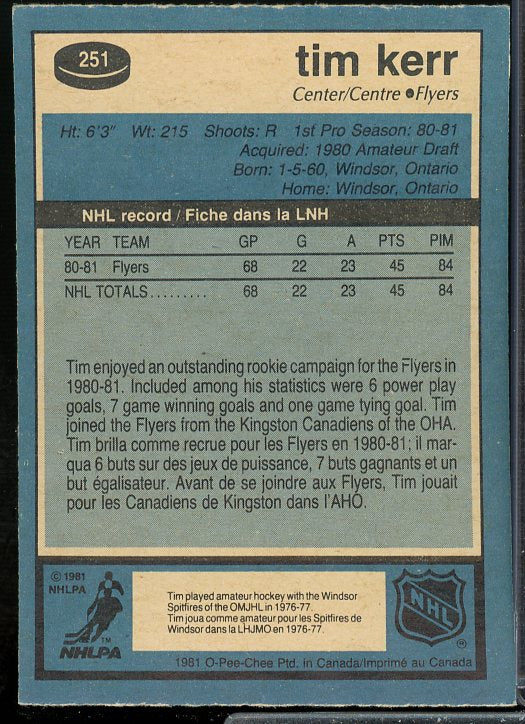 251
tim kerr
Center/Centre •Flyers
Ht: 6'3" Wt: 215 Shoots: R 1st Pro Season: 80-81
Acquired: 1980 Amateur Draft
Born: 1-5-60, Windsor, Ontario
Home: Windsor, Ontario
NHL record / Fiche dans la LNH
YEAR TEAM GP G A PTS PIM
80-81 Flyers 68 22 23 45 84
NHL TOTALS......... 68 22 23 45 84
Tim enjoyed an outstanding rookie campaign for the Flyers in
1980-81. Included among his statistics were 6 power play
goals, 7 game winning goals and one game tying goal. Tim
joined the Flyers from the Kingston Canadiens of the OHA.
Tim brilla comme recrue pour les Flyers en 1980-81; il mar-
qua 6 buts sur des jeux de puissance, 7 buts gagnants et un
but égalisateur. Avant de se joindre aux Flyers, Tim jouait
pour les Canadiens de Kingston dans l'AHO.
© 1981
NHLPA
TM
NHLPA
Tim played amateur hockey with the Windsor
Spitfires of the OMJHL in 1976-77.
Tim joua comme amateur pour les Spitfires de
Windsor dans la LHJMO en 1976-77.
NHL
®
1981 O-Pee-Chee Ptd. in Canada/Imprimé au Canada